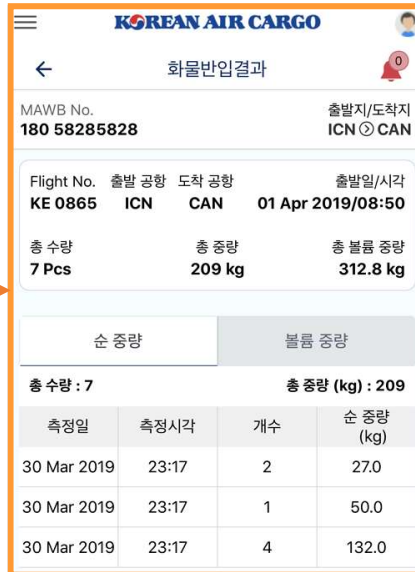 KOREAN AIR CARGO
화물반입결과
0
MAWB No. 출발지/도착지
180 58285828 ICN > CAN
Flight No. 출발 공항 도착 공항 출발일/시각
KE 0865 ICN CAN 01 Apr 2019/08:50
총 수량 총 중량 총 볼륨 중량
7 Pcs 209 kg 312.8 kg
순 중량 볼륨 중량
총 수량 : 7 총 중량 (kg) : 209
측정일 측정시각 개수 순 중량 (kg)
30 Mar 2019 23:17 2 27.0
30 Mar 2019 23:17 1 50.0
30 Mar 2019 23:17 4 132.0